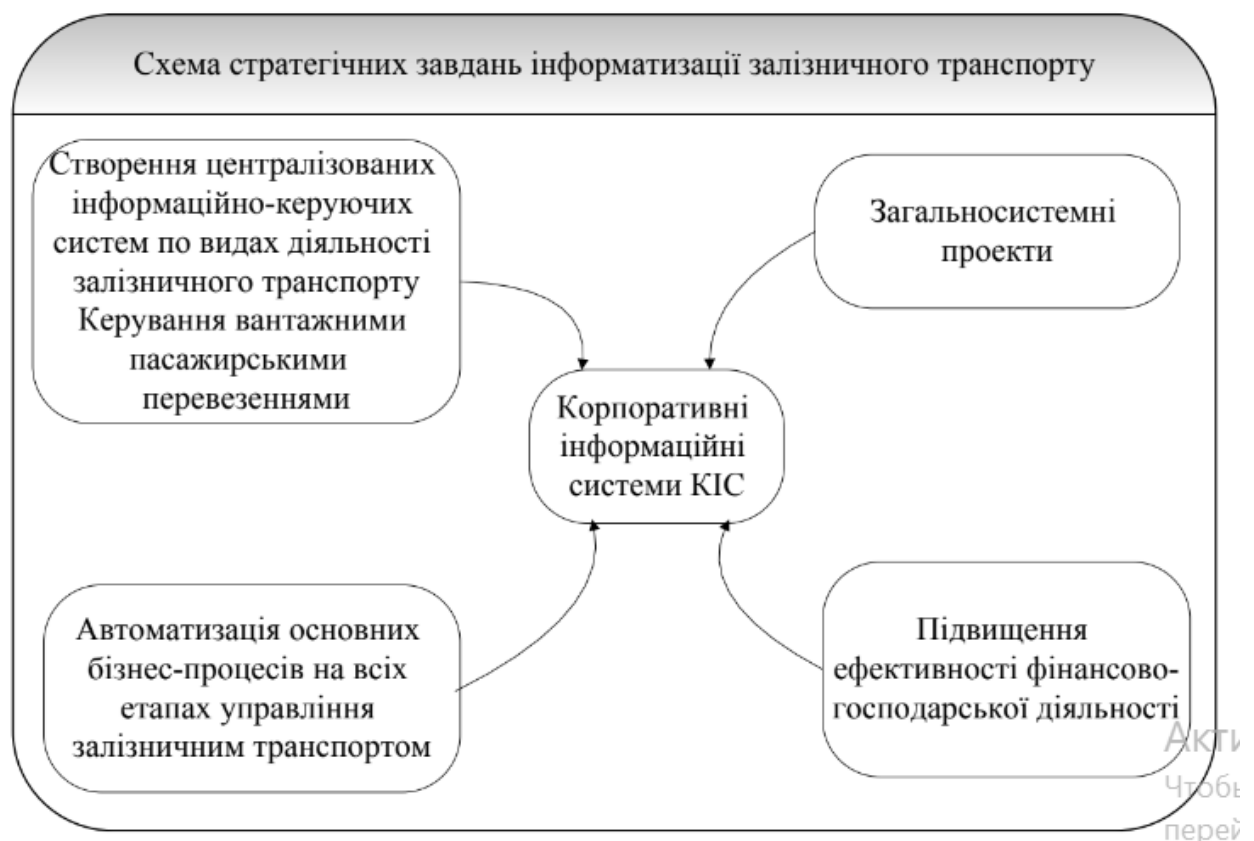 Схема стратегічних завдань інформатизації залізничного транспорту
Створення централізованих
інформаційно-керуючих
систем по видах діяльності
залізничного транспорту
Керування вантажними
пасажирськими
перевезеннями
Загальносистемні
проекти
Корпоративні
інформаційні
системи КІС
Автоматизація основних
бізнес-процесів на всіх
етапах управління
залізничним транспортом
Підвищення
ефективності фінансово-
господарської діяльності